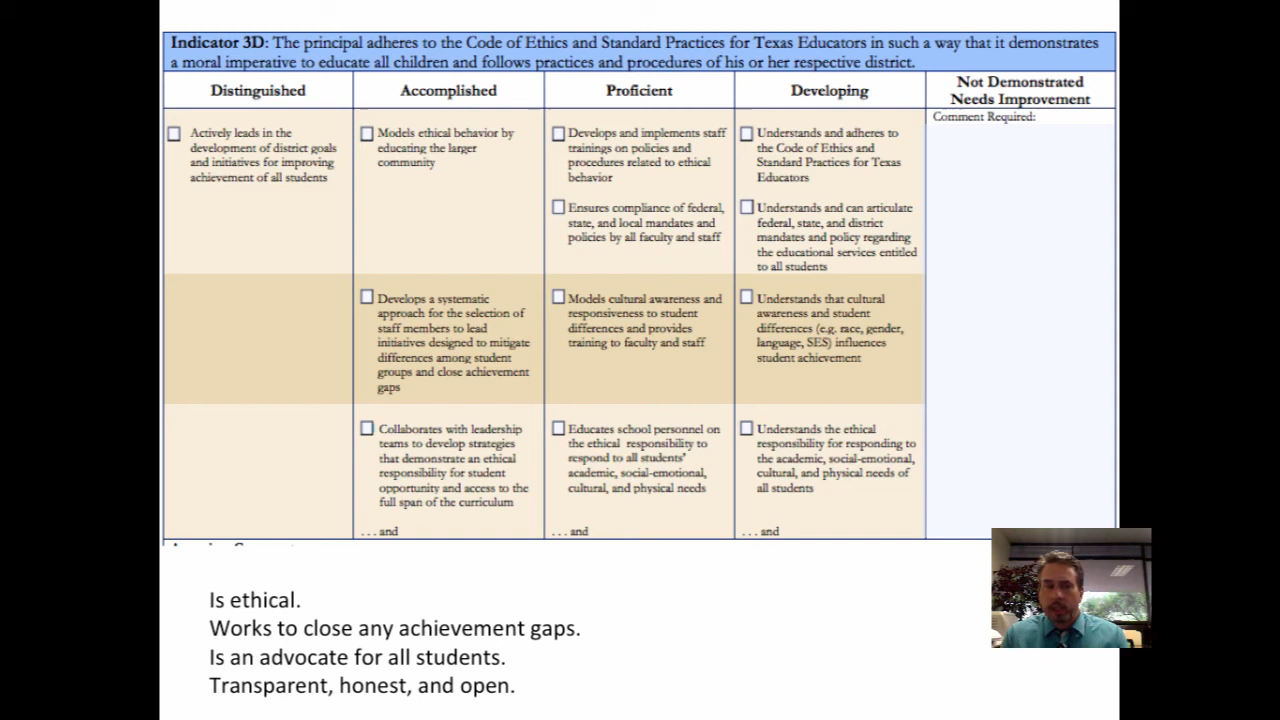 Indicator 3D: The principal adheres to the Code of Ethics and Standard Practices for Texas Educators in such a way that it demonstrates
a moral imperative to educate all children and follows practices and procedures of his or her respective district.
Distinguished
Accomplished
Proficient
Developing
Not Demonstrated
Needs Improvement
Actively leads in the
development of district goals
and initiatives for improving
achievement of all students
Models ethical behavior by
educating the larger
community
Develops and implements staff
trainings on policies and
procedures related to ethical
behavior
Ensures compliance of federal,
state, and local mandates and
policies by all faculty and staff
Understands and adheres to
the Code of Ethics and
Standard Practices for Texas
Educators
Understands and can articulate
federal, state, and district
mandates and policy regarding
the educational services entitled
to all students
Comment Required:
Develops a systematic
approach for the selection of
staff members to lead
initiatives designed to mitigate
differences among student
groups and close achievement
gaps
Models cultural awareness and
responsiveness to student
differences and provides
training to faculty and staff
Understands that cultural
awareness and student
differences (e.g. race, gender,
language, SES) influences
student achievement
Collaborates with leadership
teams to develop strategies
that demonstrate an ethical
responsibility for student
opportunity and access to the
full span of the curriculum
. . . and
Educates school personnel on
the ethical responsibility to
respond to all students'
academic, social-emotional,
cultural, and physical needs
. . . and
Understands the ethical
responsibility for responding to
the academic, social-emotional,
cultural, and physical needs of
all students
. . . and
Is ethical.
Works to close any achievement gaps.
Is an advocate for all students.
Transparent, honest, and open.